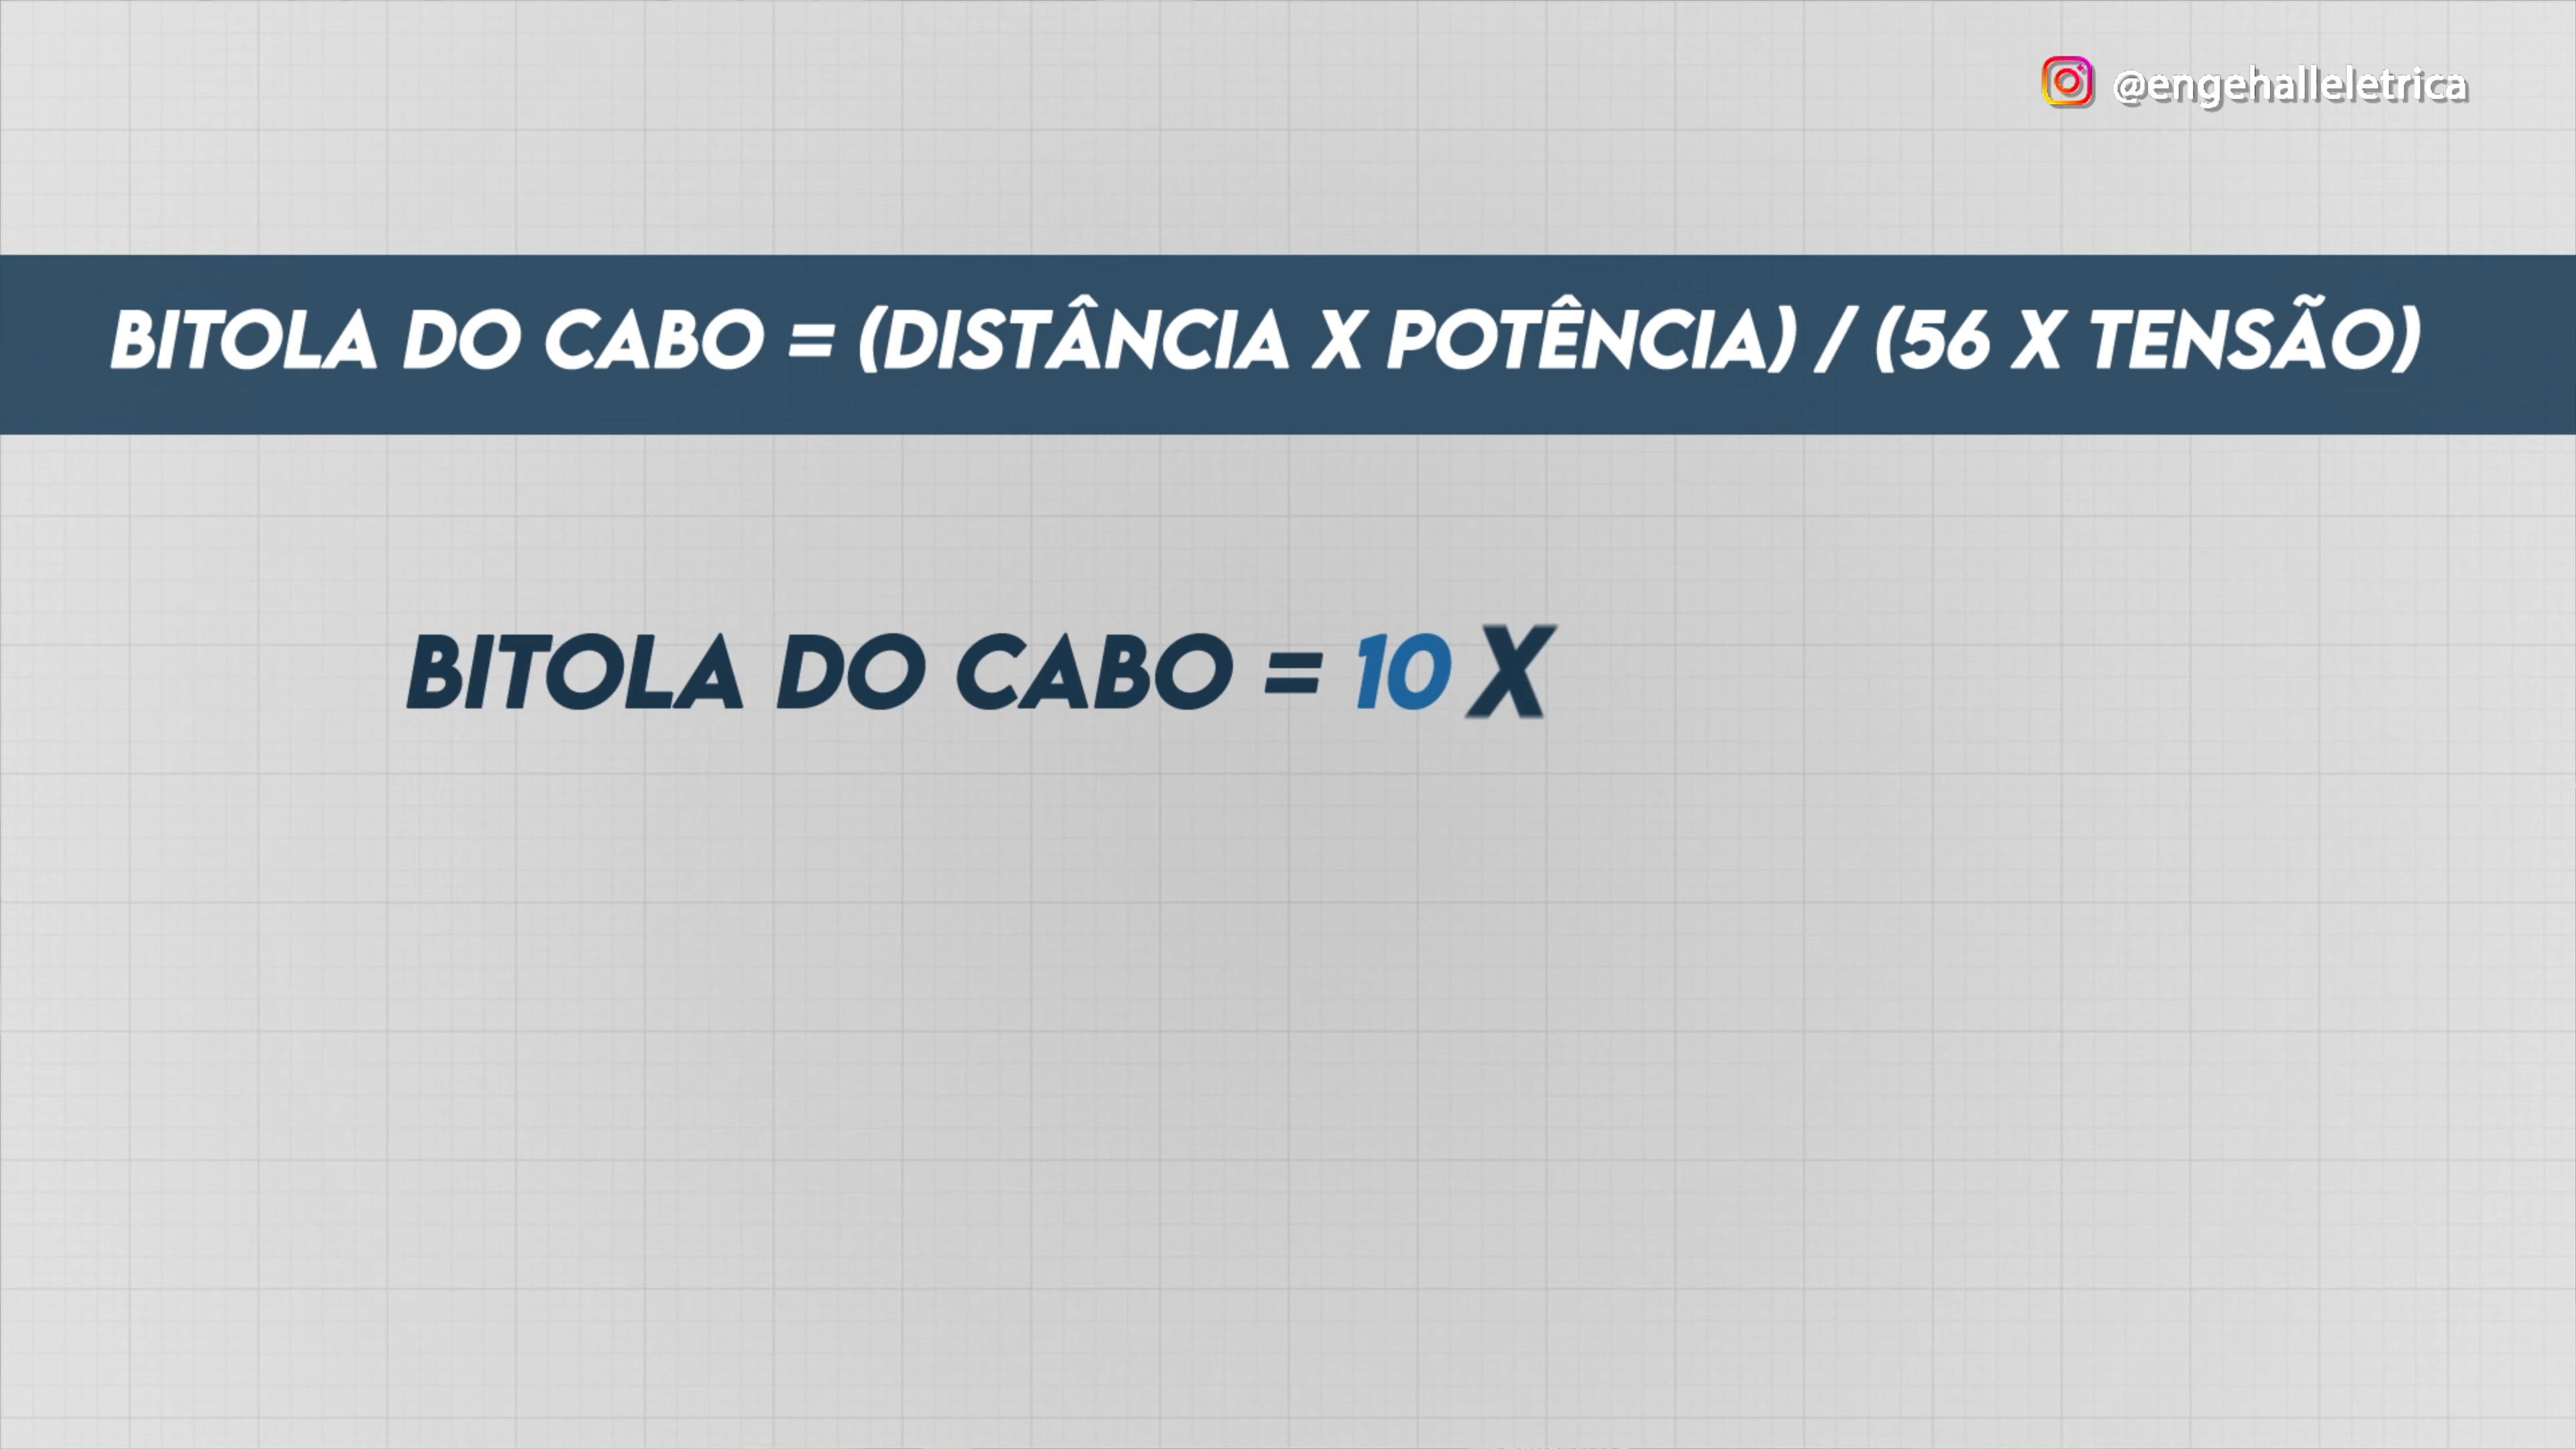 @engehalleletrica
BITOLA DO CABO = (DISTÂNCIA X POTÊNCIA) / (56 X TENSÃO)
BITOLA DO CABO = 10 X